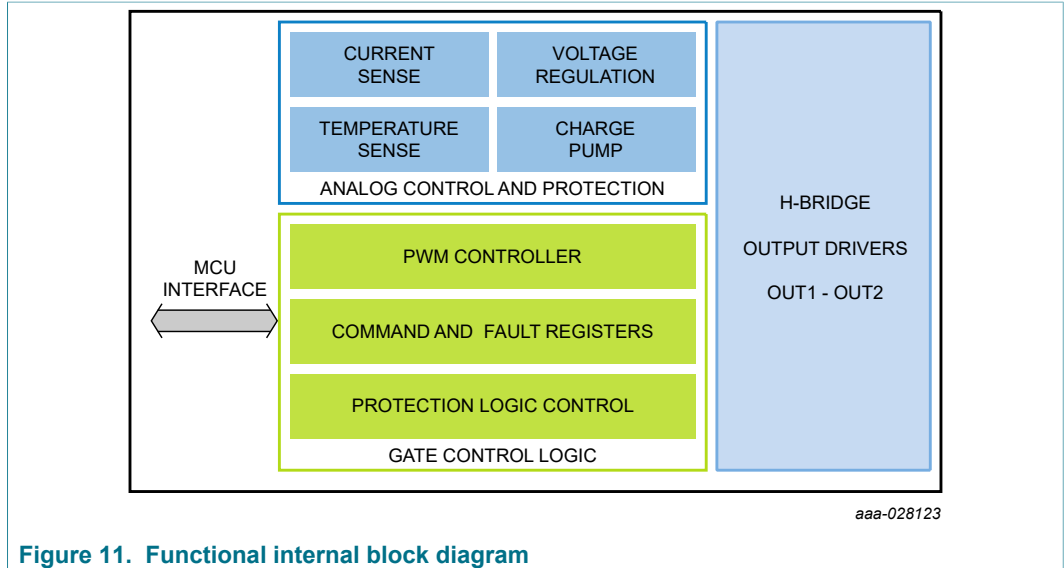 CURRENT
SENSE
VOLTAGE
REGULATION
TEMPERATURE
SENSE
CHARGE
PUMP
ANALOG CONTROL AND PROTECTION
MCU
INTERFACE
PWM CONTROLLER
COMMAND AND FAULT REGISTERS
PROTECTION LOGIC CONTROL
GATE CONTROL LOGIC
H-BRIDGE
OUTPUT DRIVERS
OUT1 - OUT2
aaa-028123
Figure 11. Functional internal block diagram